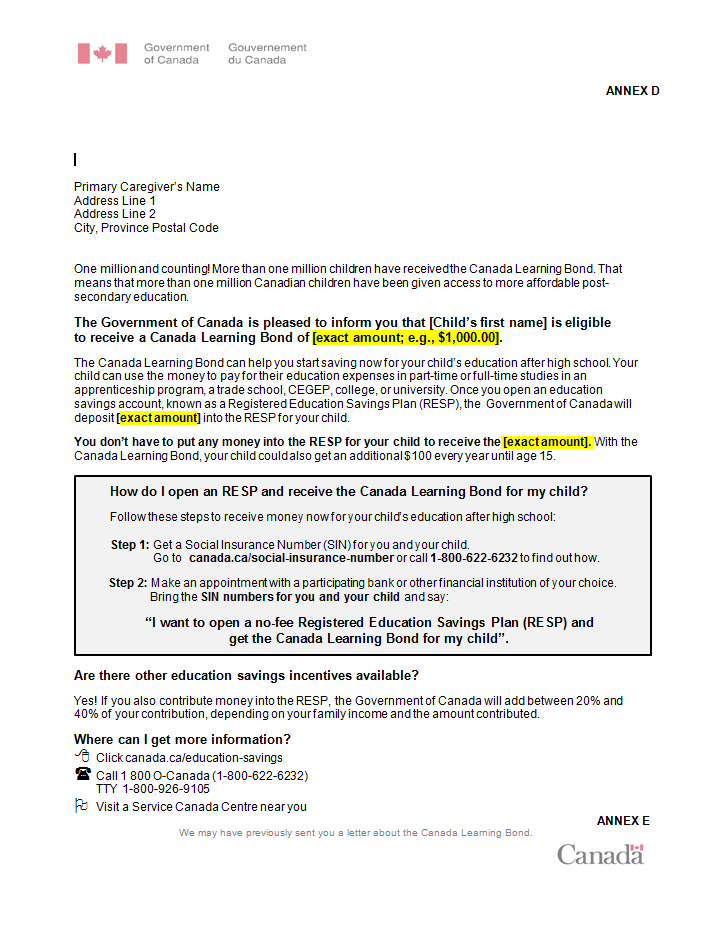 Government
of Canada
Gouvernement
du Canada
ANNEX D
Primary Caregiver's Name
Address Line 1
Address Line 2
City, Province Postal Code
One million and counting! More than one million children have received the Canada Learning Bond. That
means that more than one million Canadian children have been given access to more affordable post-
secondary education.
The Government of Canada is pleased to inform you that [Child's first name] is eligible
to receive a Canada Learning Bond of [exact amount; e.g., $1,000.00].
The Canada Learning Bond can help you start saving now for your child's education after high school. Your
child can use the money to pay for their education expenses in part-time or full-time studies in an
apprenticeship program, a trade school, CEGEP, college, or university. Once you open an education
savings account, known as a Registered Education Savings Plan (RESP), the Government of Canada will
deposit [exact amount] into the RESP for your child.
You don't have to put any money into the RESP for your child to receive the [exact amount]. With the
Canada Learning Bond, your child could also get an additional $100 every year until age 15.
How do I open an RESP and receive the Canada Learning Bond for my child?
Follow these steps to receive money now for your child's education after high school:
Step 1: Get a Social Insurance Number (SIN) for you and your child.
Go to canada.ca/social-insurance-number or call 1-800-622-6232 to find out how.
Step 2: Make an appointment with a participating bank or other financial institution of your choice.
Bring the SIN numbers for you and your child and say:
"I want to open a no-fee Registered Education Savings Plan (RESP) and
get the Canada Learning Bond for my child".
Are there other education savings incentives available?
Yes! If you also contribute money into the RESP, the Government of Canada will add between 20% and
40% of your contribution, depending on your family income and the amount contributed.
Where can I get more information?
Click canada.ca/education-savings
Call 1 800 O-Canada (1-800-622-6232)
TTY 1-800-926-9105
Visit a Service Canada Centre near you
ANNEX E
We may have previously sent you a letter about the Canada Learning Bond.
Canada